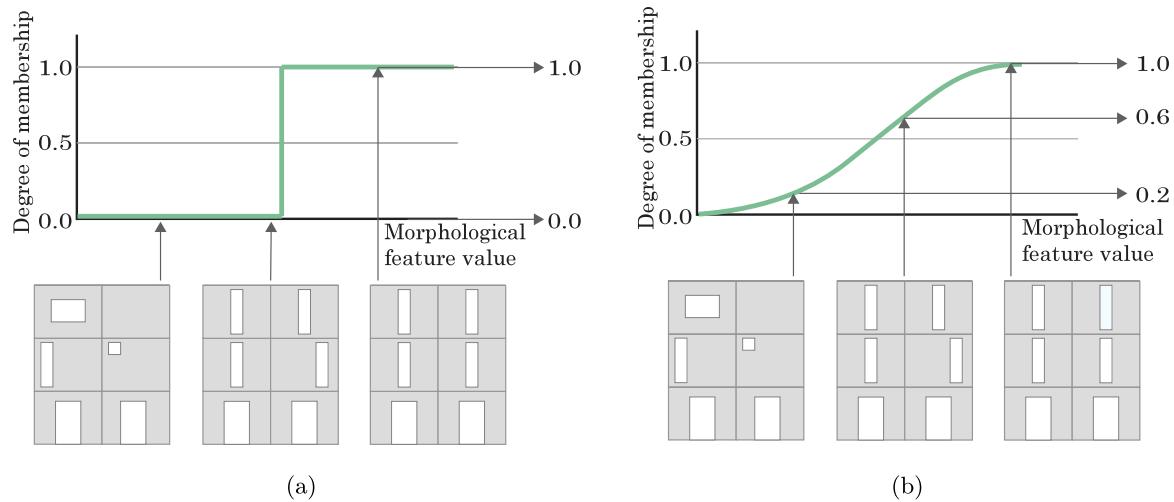 Degree of membership
1.0
0.5
0.0
1.0
0.0
Morphological
feature value
(a)
Degree of membership
1.0
0.5
0.0
1.0
0.6
0.2
Morphological
feature value
(b)